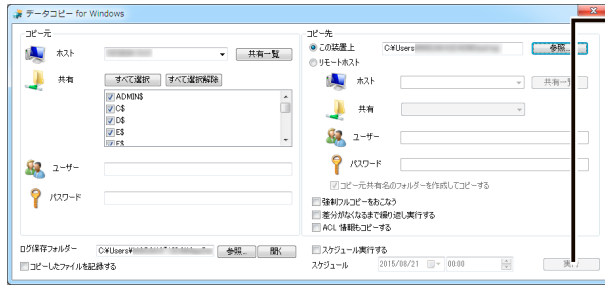 データコピー for Windows
コピー元
ホスト
共有一覧
共有
すべて選択
すべて選択解除
ADMIN$
C$
D$
E$
F$
ユーザー
パスワード
ログ保存フォルダー
C:¥Users¥
参照...
開く
コピーしたファイルを記録する
コピー先
この装置上
C:¥Users
参照...
リモートホスト
ホスト
共有一
共有
ユーザー
パスワード
コピー元共有名のフォルダーを作成してコピーする
強制フルコピーをおこなう
差分がなくなるまで繰り返し実行する
ACL 情報もコピーする
スケジュール実行する
スケジュール
2015/08/21
00:00
実行